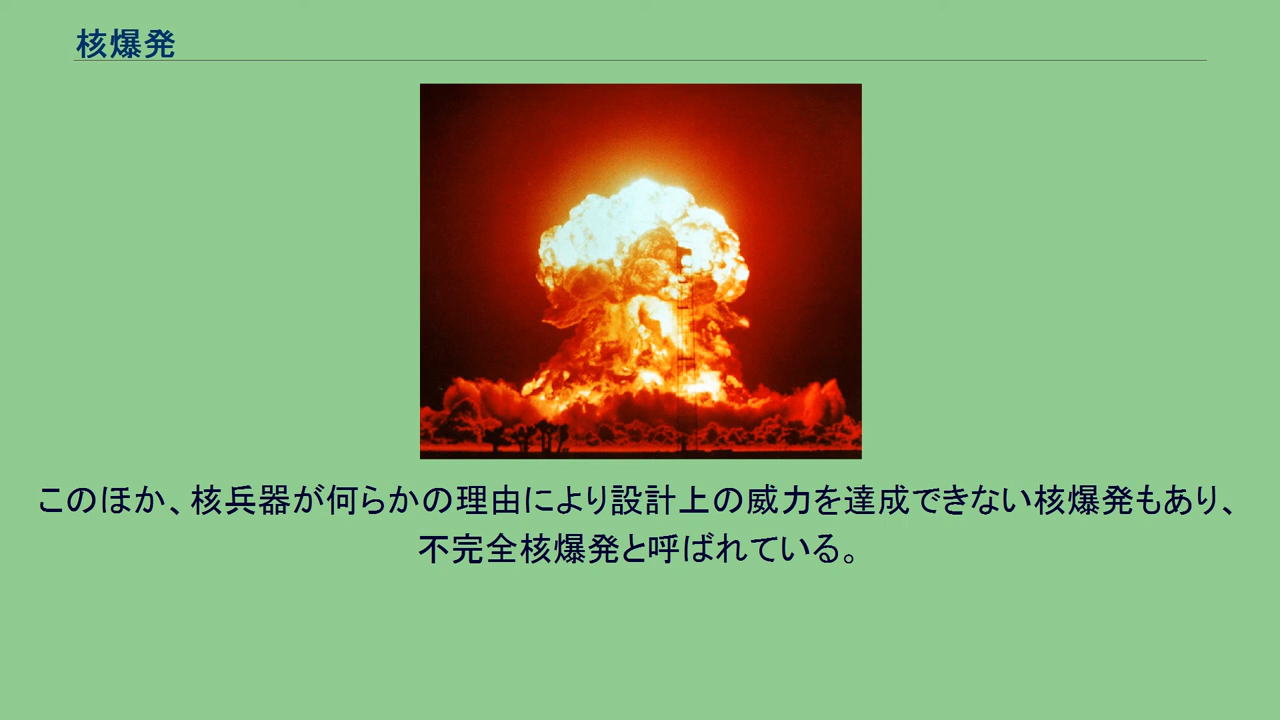 核爆発
このほか、核兵器が何らかの理由により設計上の威力を達成できない核爆発もあり、
不完全核爆発と呼ばれている。